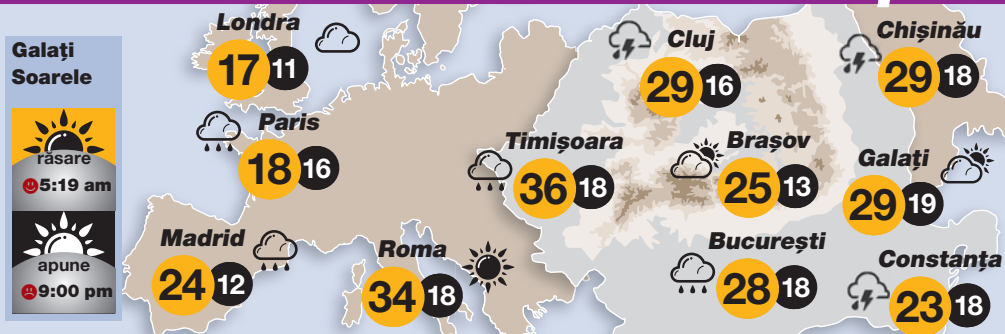 Galați
Soarele
răsare
5:19 am
apune
9:00 pm
Londra
17 11
Paris
18 16
Madrid
24 12
Roma
34 18
Timișoara
36 18
Cluj
29 16
Brașov
25 13
București
28 18
Chișinău
29 18
Galați
29 19
Constanța
23 18